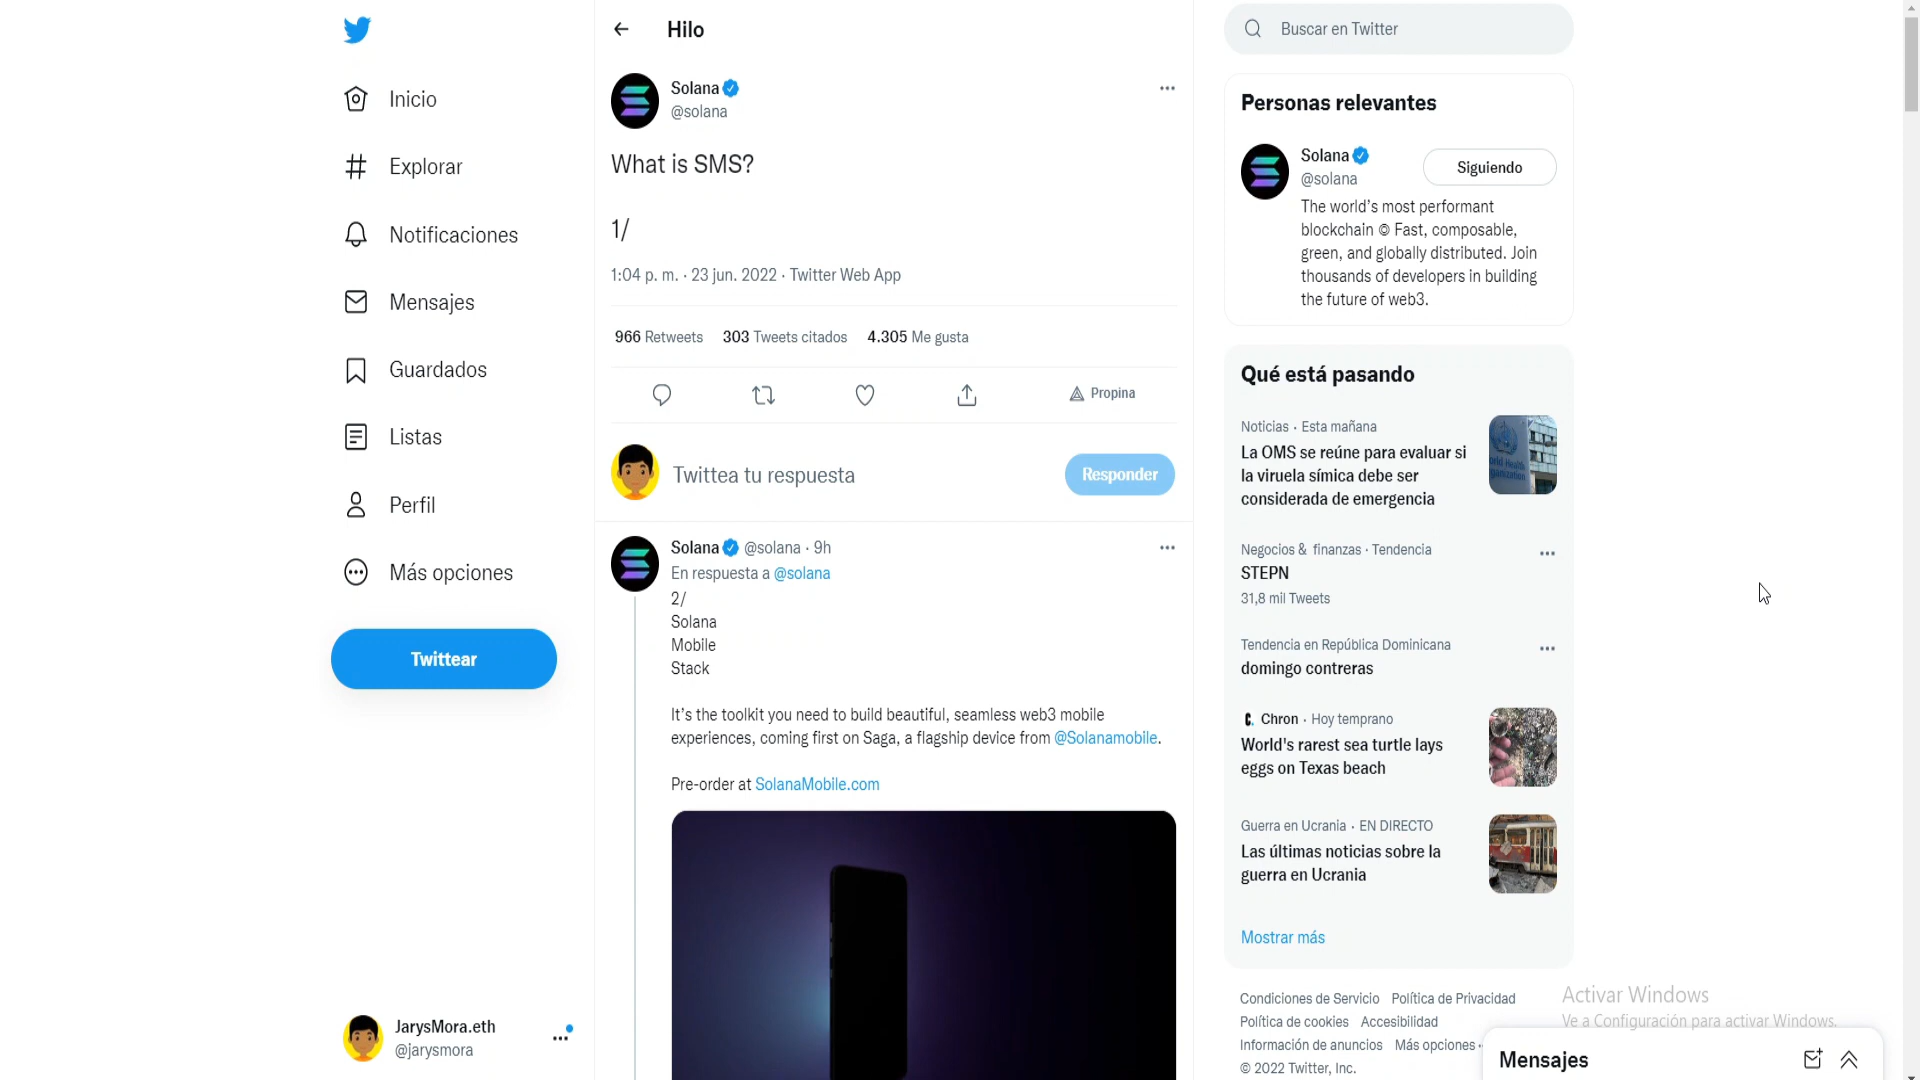 Inicio
Explorar
Notificaciones
Mensajes
Guardados
Listas
Perfil
Más opciones
Twittear
JarysMora.eth
@jarysmora
Hilo
Solana
@solana
What is SMS?
1/
1:04 p. m. · 23 jun. 2022 · Twitter Web App
966 Retweets 303 Tweets citados 4.305 Me gusta
Propina
Twittea tu respuesta
Responder
Solana @solana · 9h
En respuesta a @solana
2/
Solana
Mobile
Stack
It’s the toolkit you need to build beautiful, seamless web3 mobile
experiences, coming first on Saga, a flagship device from @Solanamobile.
Pre-order at SolanaMobile.com
Buscar en Twitter
Personas relevantes
Solana
@solana
Siguiendo
The world’s most performant
blockchain © Fast, composable,
green, and globally distributed. Join
thousands of developers in building
the future of web3.
Qué está pasando
Noticias · Esta mañana
La OMS se reúne para evaluar si
la viruela símica debe ser
considerada de emergencia
Negocios & finanzas · Tendencia
STEPN
31,8 mil Tweets
Tendencia en República Dominicana
domingo contreras
Chron · Hoy temprano
World's rarest sea turtle lays
eggs on Texas beach
Guerra en Ucrania · EN DIRECTO
Las últimas noticias sobre la
guerra en Ucrania
Mostrar más
Condiciones de Servicio Política de Privacidad
Política de cookies Accesibilidad
Información de anuncios Más opciones
© 2022 Twitter, Inc.
Activar Windows
Ve a Configuración para activar Windows.
Mensajes